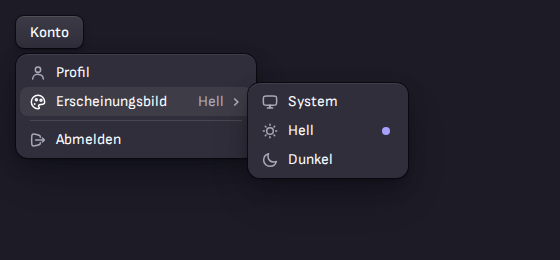 Konto
Profil
Erscheinungsbild Hell
System
Hell
Dunkel
Abmelden